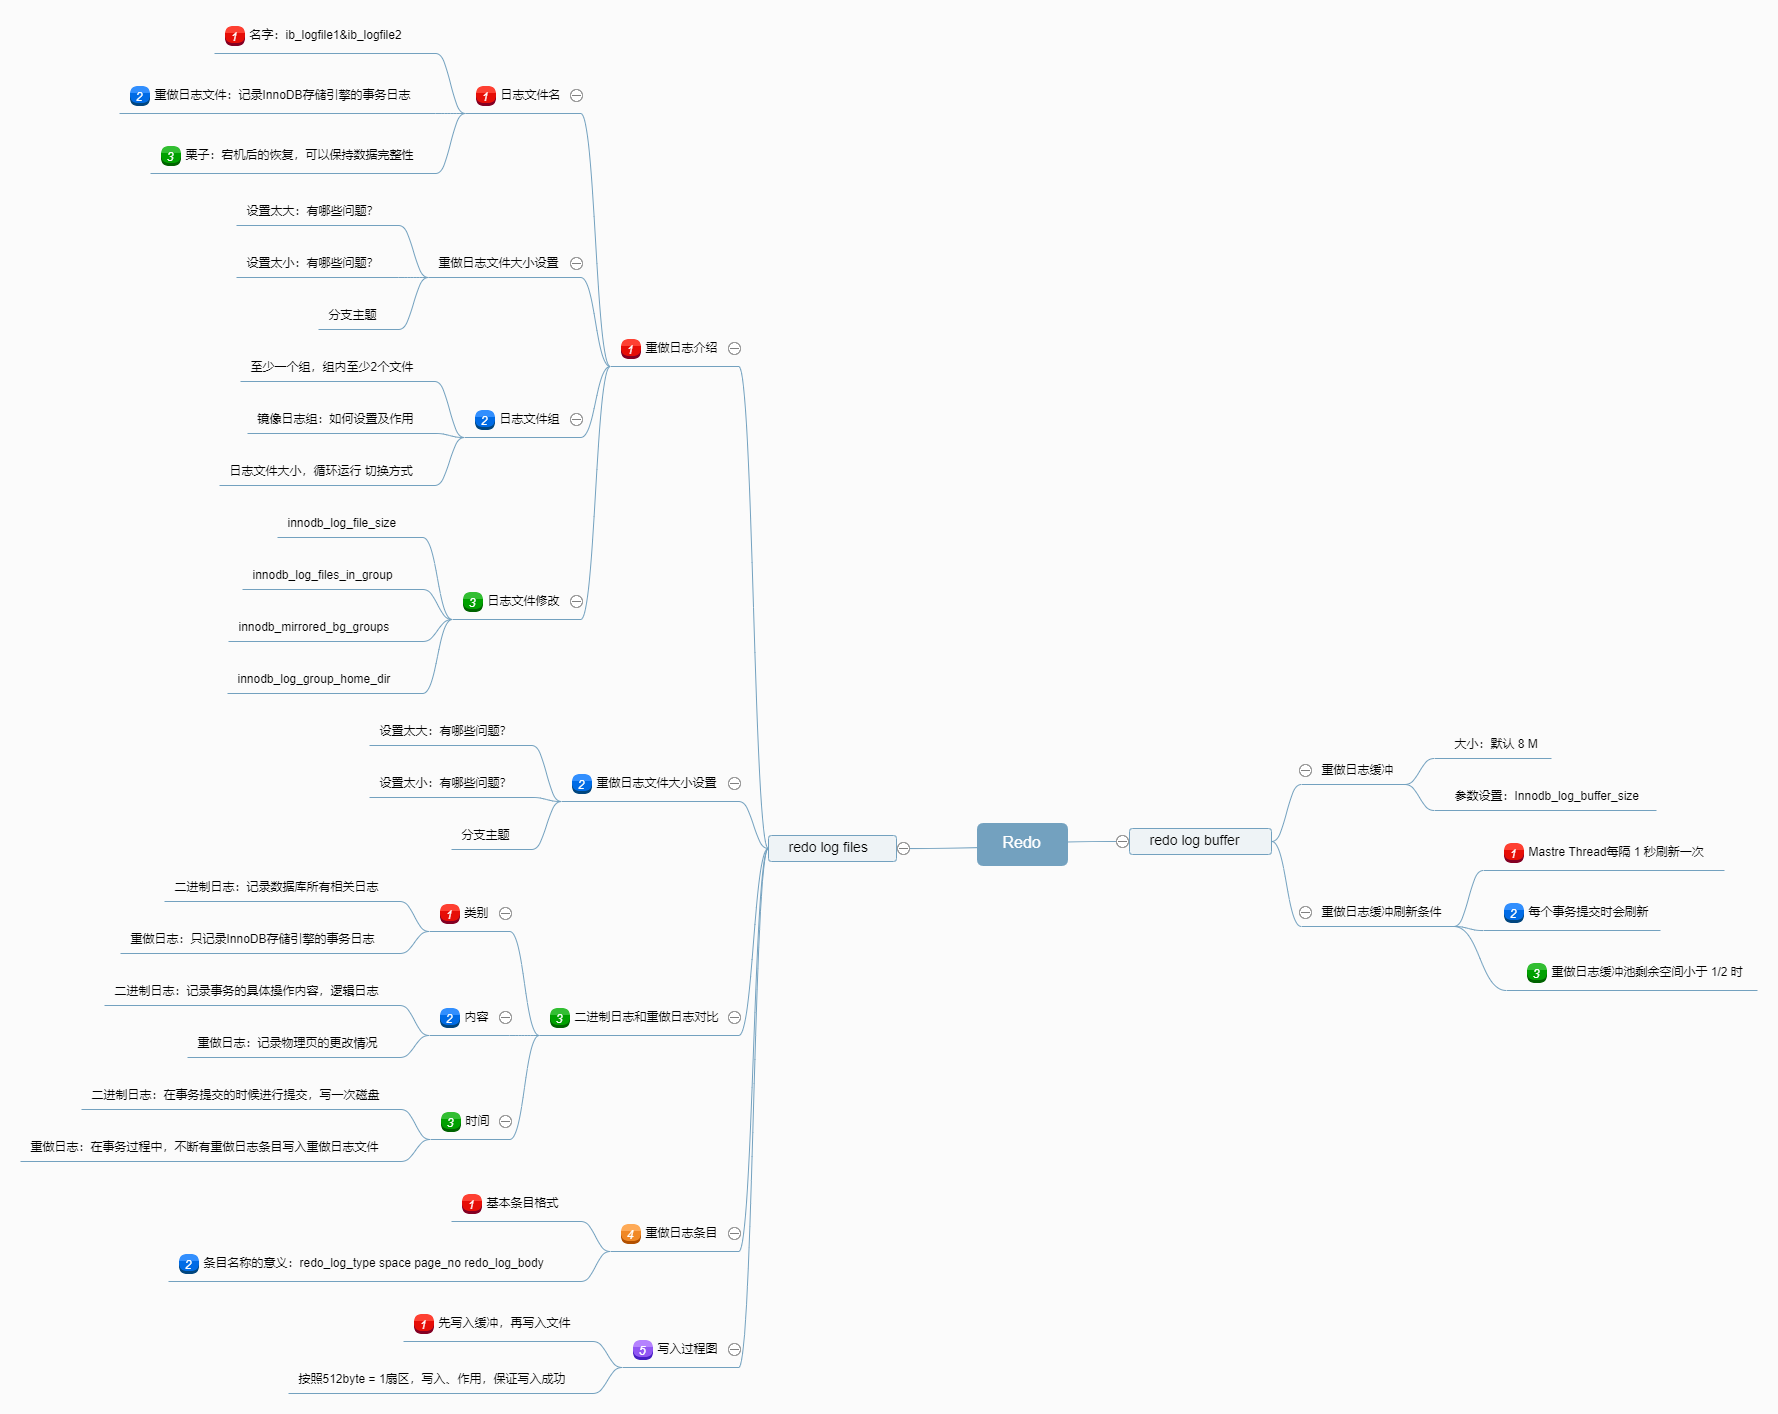 Redo
redo log files
1 重做日志介绍
1 日志文件名
1 名字：ib_logfile1&ib_logfile2
2 重做日志文件：记录InnoDB存储引擎的事务日志
3 栗子：宕机后的恢复，可以保持数据完整性
重做日志文件大小设置
设置太大：有哪些问题?
设置太小：有哪些问题?
分支主题
2 日志文件组
至少一个组，组内至少2个文件
镜像日志组：如何设置及作用
日志文件大小，循环运行 切换方式
3 日志文件修改
innodb_log_file_size
innodb_log_files_in_group
innodb_mirrored_bg_groups
innodb_log_group_home_dir
2 重做日志文件大小设置
设置太大：有哪些问题?
设置太小：有哪些问题?
分支主题
3 二进制日志和重做日志对比
1 类别
二进制日志：记录数据库所有相关日志
重做日志：只记录InnoDB存储引擎的事务日志
2 内容
二进制日志：记录事务的具体操作内容，逻辑日志
重做日志：记录物理页的更改情况
3 时间
二进制日志：在事务提交的时候进行提交，写一次磁盘
重做日志：在事务过程中，不断有重做日志条目写入重做日志文件
4 重做日志条目
1 基本条目格式
2 条目名称的意义：redo_log_type space page_no redo_log_body
5 写入过程图
1 先写入缓冲，再写入文件
按照512byte = 1扇区，写入、作用，保证写入成功
redo log buffer
重做日志缓冲
大小：默认 8 M
参数设置：Innodb_log_buffer_size
重做日志缓冲刷新条件
1 Mastre Thread每隔 1 秒刷新一次
2 每个事务提交时会刷新
3 重做日志缓冲池剩余空间小于 1/2 时